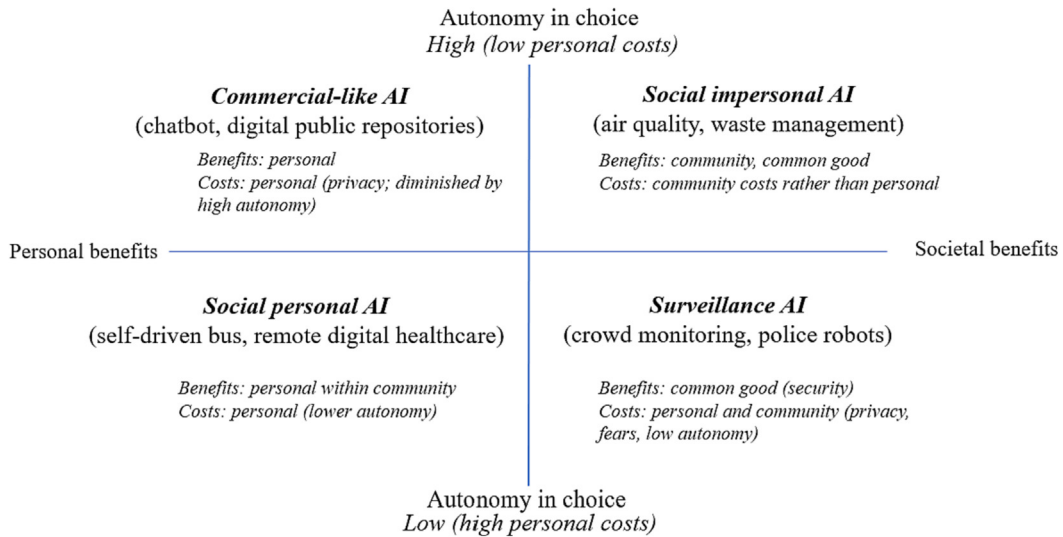 Autonomy in choice
High (low personal costs)
Commercial-like AI
(chatbot, digital public repositories)
Benefits: personal
Costs: personal (privacy; diminished by
high autonomy)
Social impersonal AI
(air quality, waste management)
Benefits: community, common good
Costs: community costs rather than personal
Personal benefits
Societal benefits
Social personal AI
(self-driven bus, remote digital healthcare)
Benefits: personal within community
Costs: personal (lower autonomy)
Surveillance AI
(crowd monitoring, police robots)
Benefits: common good (security)
Costs: personal and community (privacy,
fears, low autonomy)
Autonomy in choice
Low (high personal costs)